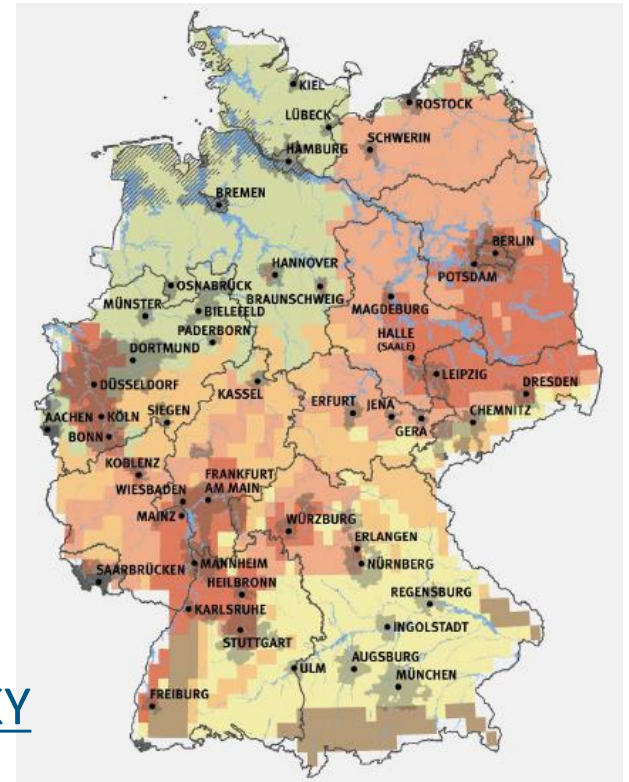 KIEL
ROSTOCK
LÜBECK
SCHWERIN
HAMBURG
BREMEN
BERLIN
POTSDAM
HANNOVER
OSNABRÜCK
BRAUNSCHWEIG
MÜNSTER
BIELEFELD
MAGDEBURG
PADERBORN
HALLE
(SAALE)
DORTMUND
LEIPZIG
DÜSSELDORF
KASSEL
DRESDEN
ERFURT
JENA
CHEMNITZ
AACHEN
KÖLN
SIEGEN
GERA
BONN
KOBLENZ
FRANKFURT
AM MAIN
WIESBADEN
MAINZ
WÜRZBURG
ERLANGEN
SAARBRÜCKEN
MANNHEIM
NÜRNBERG
HEILBRONN
REGENSBURG
KARLSRUHE
INGOLSTADT
STUTTGART
AUGSBURG
ULM
MÜNCHEN
FREIBURG